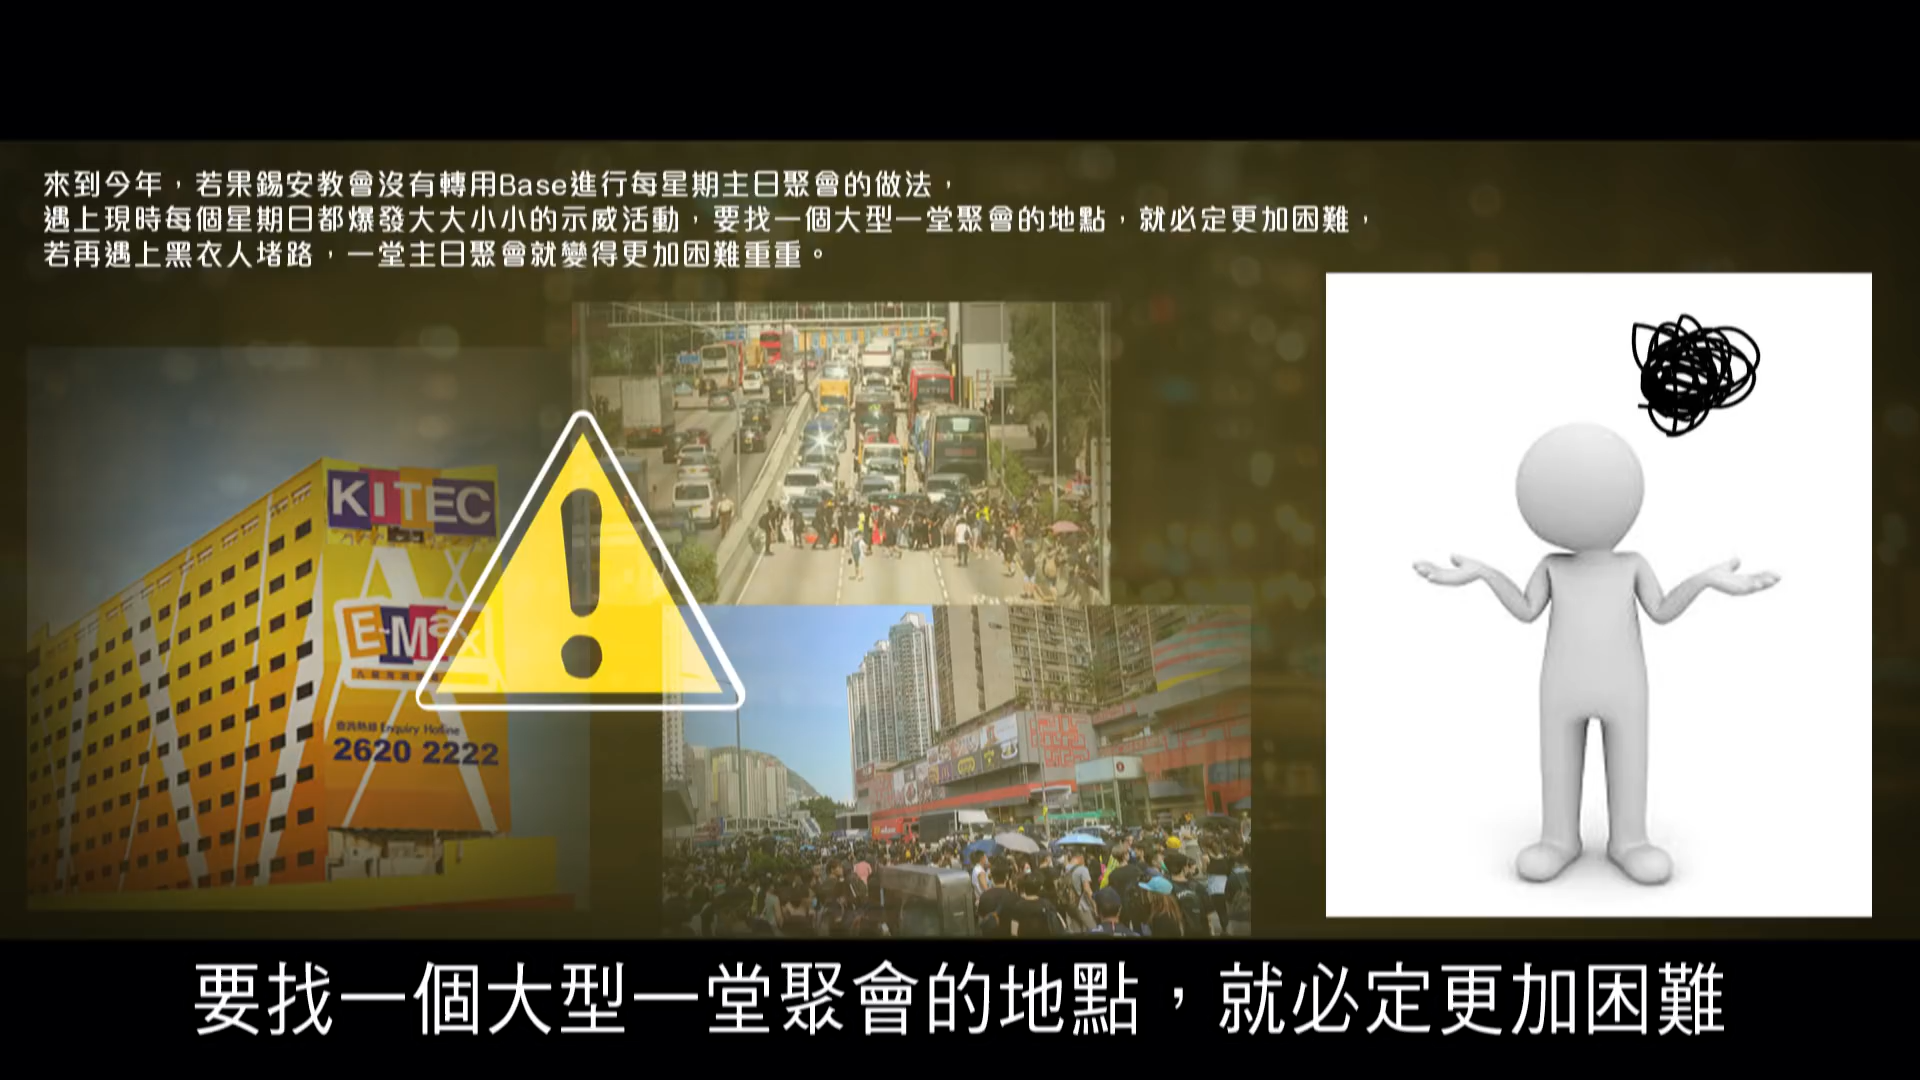 來到今年，若果錫安教會沒有轉用Base進行每星期主日聚會的做法，
遇上現時每個星期日都爆發大大小小的示威活動，要找一個大型一堂聚會的地點，就必定更加困難，
若再遇上黑衣人堵路，一堂主日聚會就變得更加困難重重。
KITEC
E-Max
查詢熱線 Enquiry Hotline
2620 2222
要找一個大型一堂聚會的地點，就必定更加困難